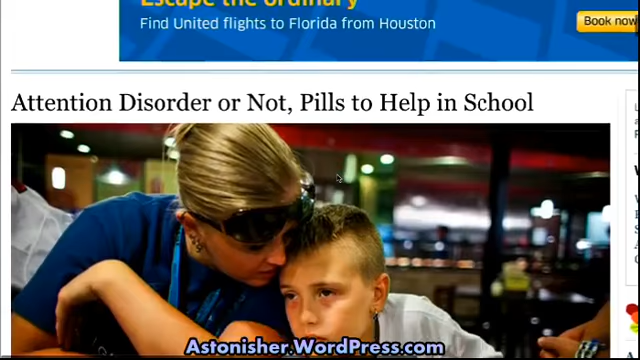 Escape the ordinary
Find United flights to Florida from Houston
Book now
Attention Disorder or Not, Pills to Help in School
Astonisher.WordPress.com